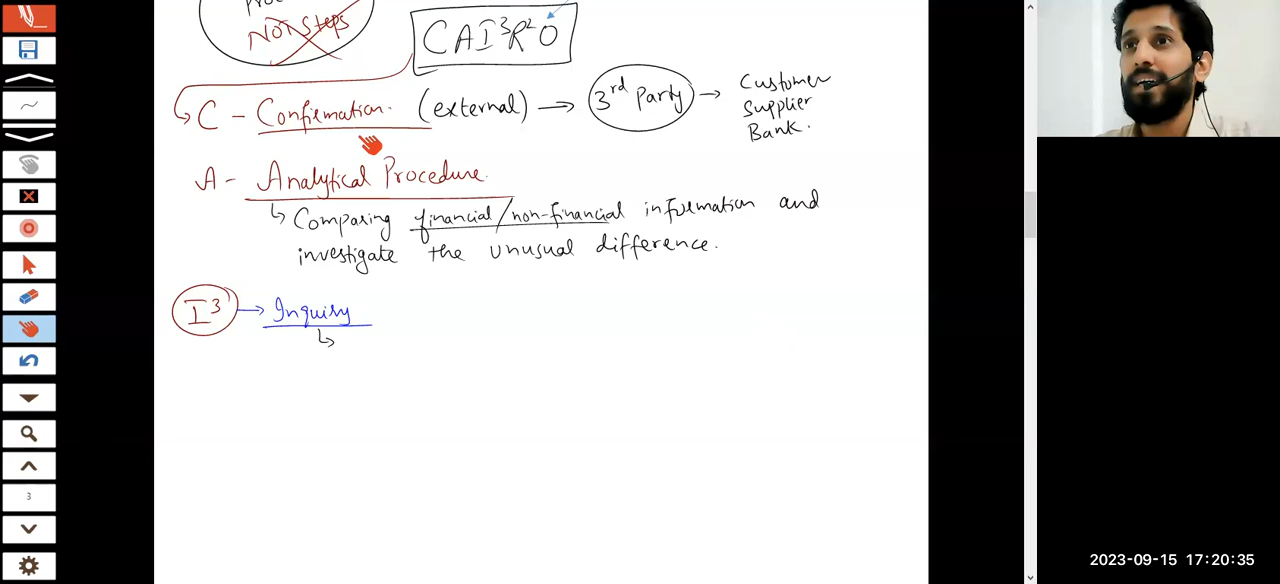 NOT Steps
CAI³R²O
C - Confirmation. (external) → 3rd Party → Customer
Supplier
Bank.
A - Analytical Procedure.
↳ Comparing financial/non-financial information and
investigate the unusual difference.
I³ → Inquiry
↳
3
2023-09-15 17:20:35